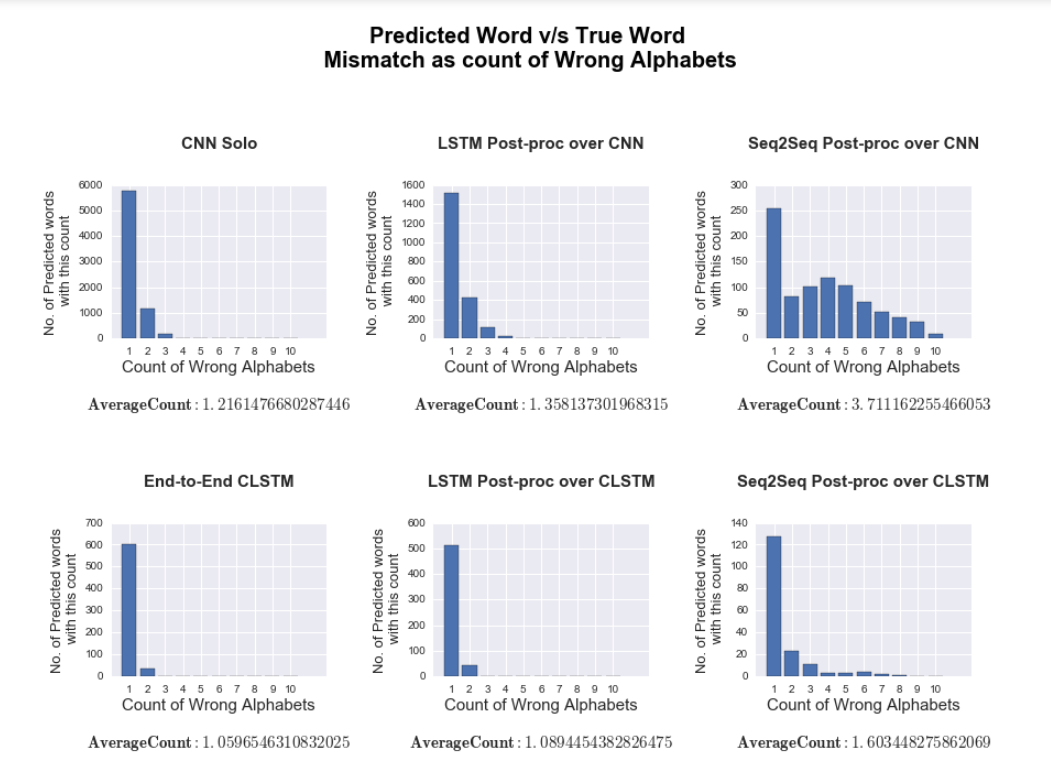 Predicted Word v/s True Word
Mismatch as count of Wrong Alphabets
CNN Solo
No. of Predicted words
with this count
6000
5000
4000
3000
2000
1000
0
1 2 3 4 5 6 7 8 9 10
Count of Wrong Alphabets
AverageCount : 1.2161476680287446
LSTM Post-proc over CNN
No. of Predicted words
with this count
1600
1400
1200
1000
800
600
400
200
0
1 2 3 4 5 6 7 8 9 10
Count of Wrong Alphabets
AverageCount : 1.358137301968315
Seq2Seq Post-proc over CNN
No. of Predicted words
with this count
300
250
200
150
100
50
0
1 2 3 4 5 6 7 8 9 10
Count of Wrong Alphabets
AverageCount : 3.711162255466053
End-to-End CLSTM
No. of Predicted words
with this count
700
600
500
400
300
200
100
0
1 2 3 4 5 6 7 8 9 10
Count of Wrong Alphabets
AverageCount : 1.0596546310832025
LSTM Post-proc over CLSTM
No. of Predicted words
with this count
600
500
400
300
200
100
0
1 2 3 4 5 6 7 8 9 10
Count of Wrong Alphabets
AverageCount : 1.0894454382826475
Seq2Seq Post-proc over CLSTM
No. of Predicted words
with this count
140
120
100
80
60
40
20
0
1 2 3 4 5 6 7 8 9 10
Count of Wrong Alphabets
AverageCount : 1.603448275862069